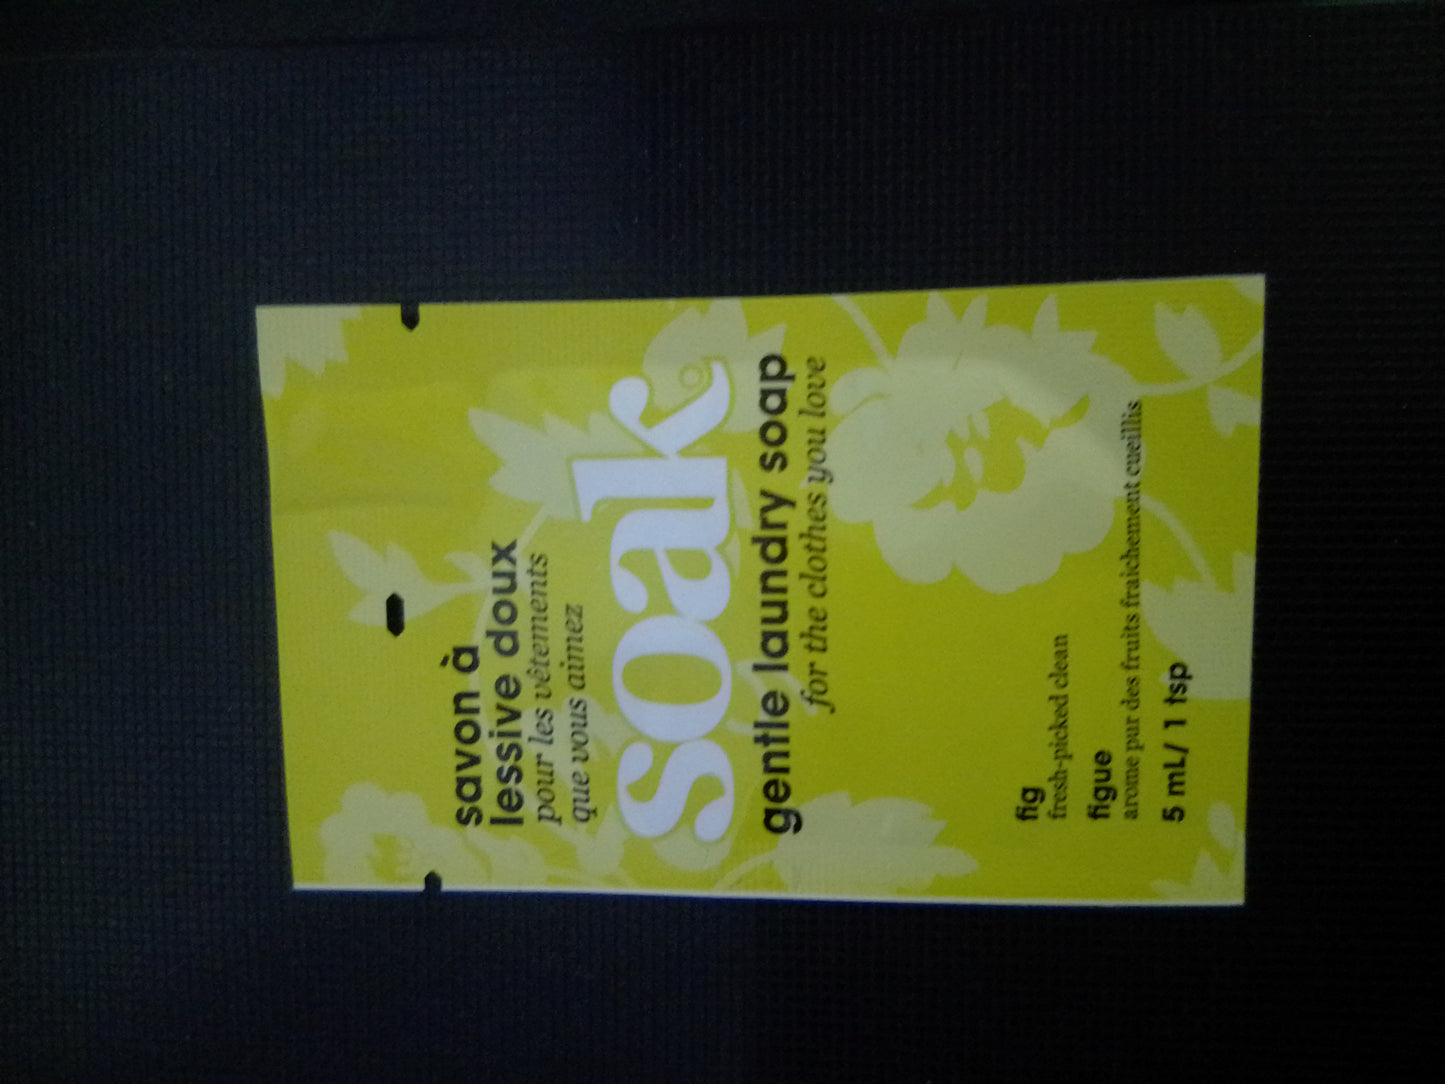 savon à
lessive doux
pour les vêtements
que vous aimez
soak
gentle laundry soap
for the clothes you love
fig
fresh-picked clean
figue
arome pur des fruits fraichement cueillis
5 mL/ 1 tsp